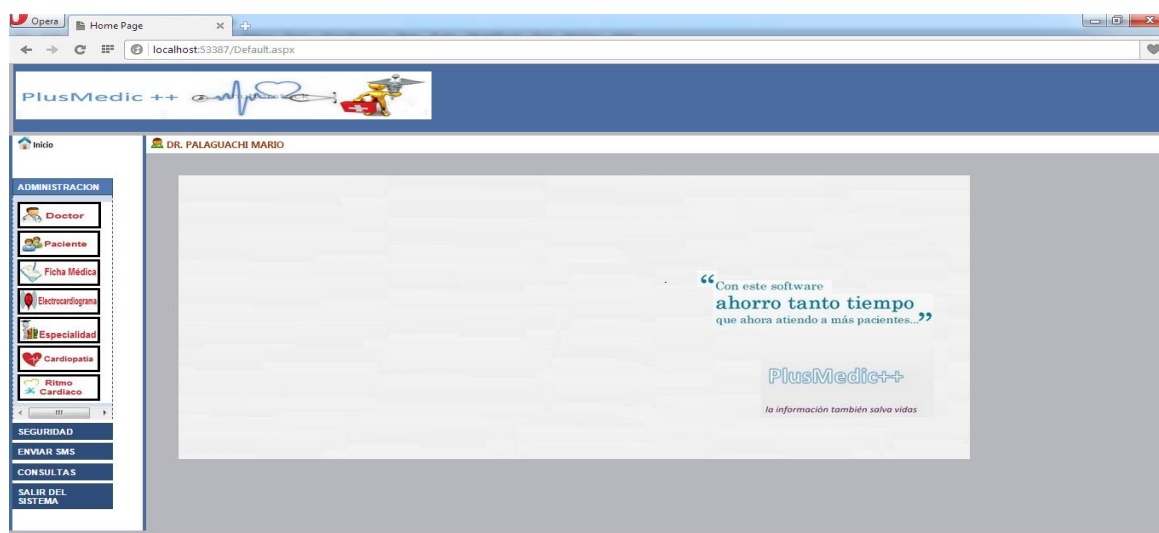 Opera
Home Page
localhost:53387/Default.aspx
PlusMedic ++
Inicio
DR. PALAGUACHI MARIO
ADMINISTRACION
Doctor
Paciente
Ficha Médica
Electrocardiograma
Especialidad
Cardiopatia
Ritmo
Cardiaco
SEGURIDAD
ENVIAR SMS
CONSULTAS
SALIR DEL
SISTEMA
“Con este software
ahorro tanto tiempo
que ahora atiendo a más pacientes...”
PlusMedic++
la información también salva vidas